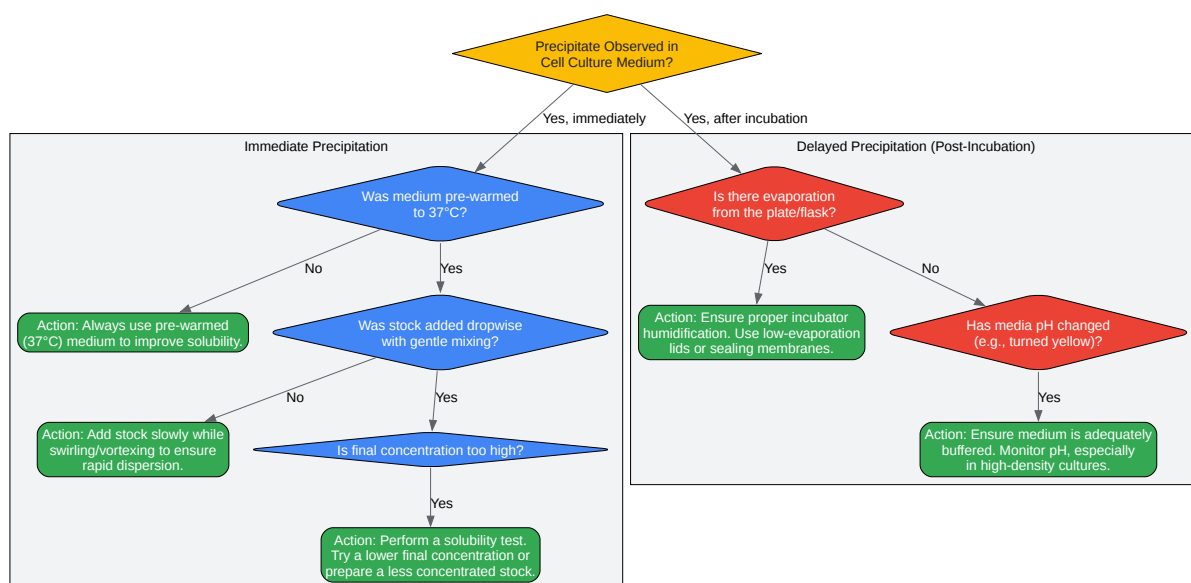 Precipitate Observed in
Cell Culture Medium?
Yes, immediately
Yes, after incubation
Immediate Precipitation
Was medium pre-warmed
to 37°C?
No
Yes
Action: Always use pre-warmed
(37°C) medium to improve solubility.
Was stock added dropwise
with gentle mixing?
No
Yes
Action: Add stock slowly while
swirling/vortexing to ensure
rapid dispersion.
Is final concentration too high?
Yes
Action: Perform a solubility test.
Try a lower final concentration or
prepare a less concentrated stock.
Delayed Precipitation (Post-Incubation)
Is there evaporation
from the plate/flask?
Yes
No
Action: Ensure proper incubator
humidification. Use low-evaporation
lids or sealing membranes.
Has media pH changed
(e.g., turned yellow)?
Yes
Action: Ensure medium is adequately
buffered. Monitor pH, especially
in high-density cultures.